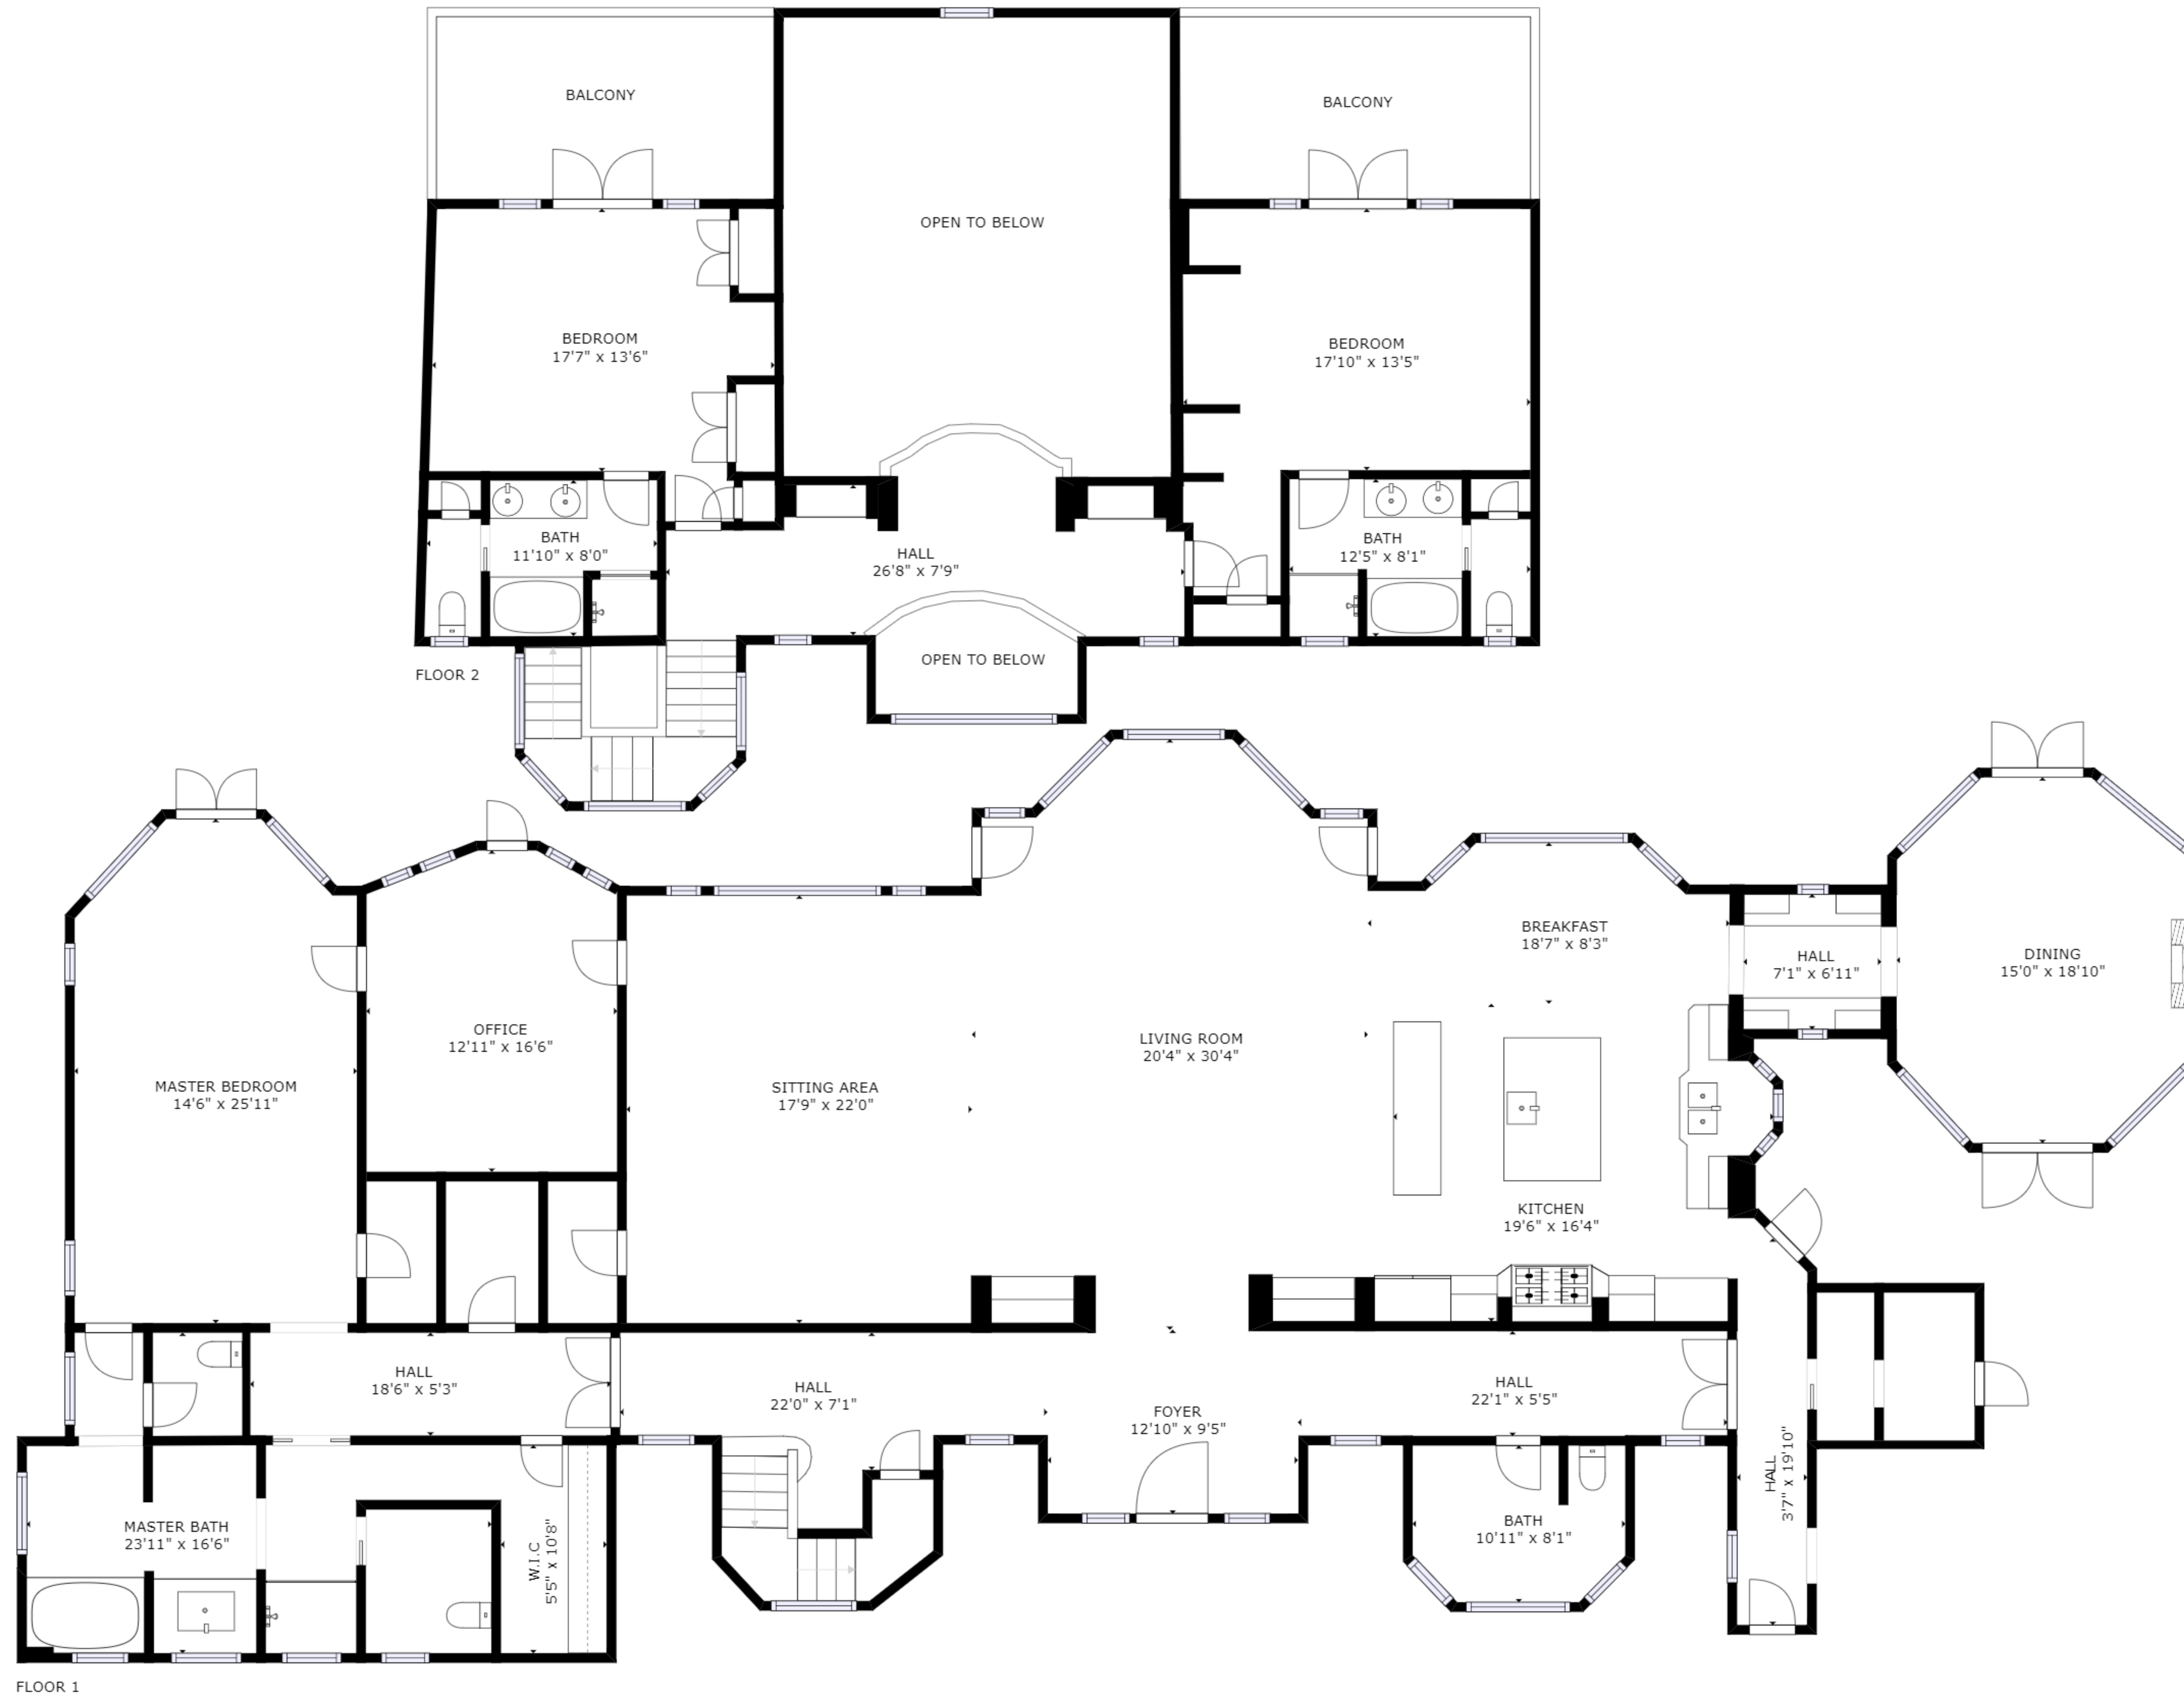 BALCONY
BALCONY
OPEN TO BELOW
BEDROOM
17'7" x 13'6"
BEDROOM
17'10" x 13'5"
BATH
11'10" x 8'0"
HALL
26'8" x 7'9"
BATH
12'5" x 8'1"
OPEN TO BELOW
FLOOR 2
BREAKFAST
18'7" x 8'3"
HALL
7'1" x 6'11"
DINING
15'0" x 18'10"
OFFICE
12'11" x 16'6"
LIVING ROOM
20'4" x 30'4"
MASTER BEDROOM
14'6" x 25'11"
SITTING AREA
17'9" x 22'0"
KITCHEN
19'6" x 16'4"
HALL
18'6" x 5'3"
HALL
22'0" x 7'1"
FOYER
12'10" x 9'5"
HALL
22'1" x 5'5"
HALL
3'7" x 19'10"
MASTER BATH
23'11" x 16'6"
W.I.C
5'5" x 10'8"
BATH
10'11" x 8'1"
FLOOR 1